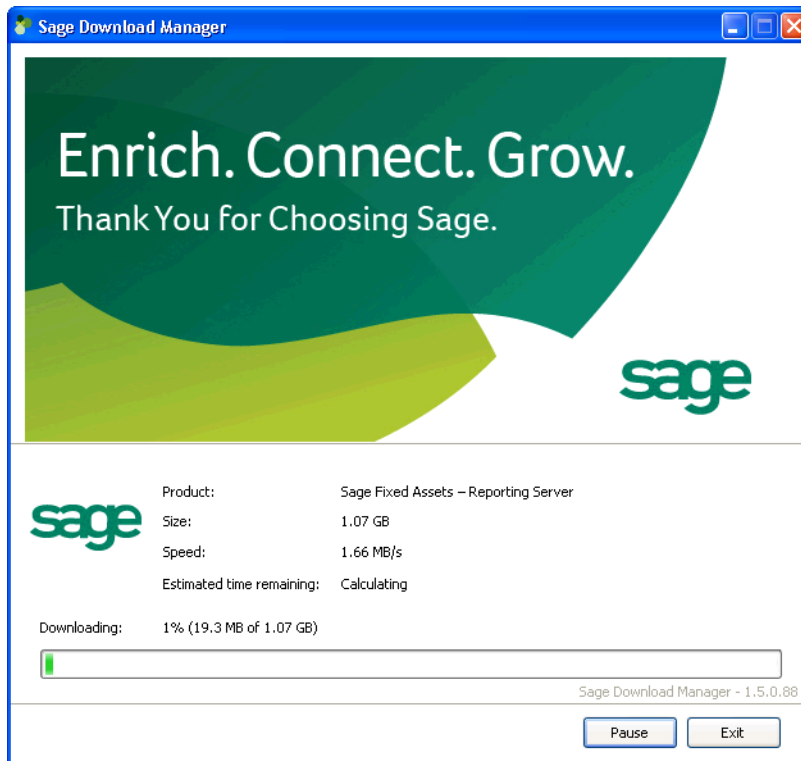 Sage Download Manager
Enrich. Connect. Grow.
Thank You for Choosing Sage.
sage
sage
Product: Sage Fixed Assets – Reporting Server
Size: 1.07 GB
Speed: 1.66 MB/s
Estimated time remaining: Calculating
Downloading: 1% (19.3 MB of 1.07 GB)
Sage Download Manager - 1.5.0.88
Pause Exit